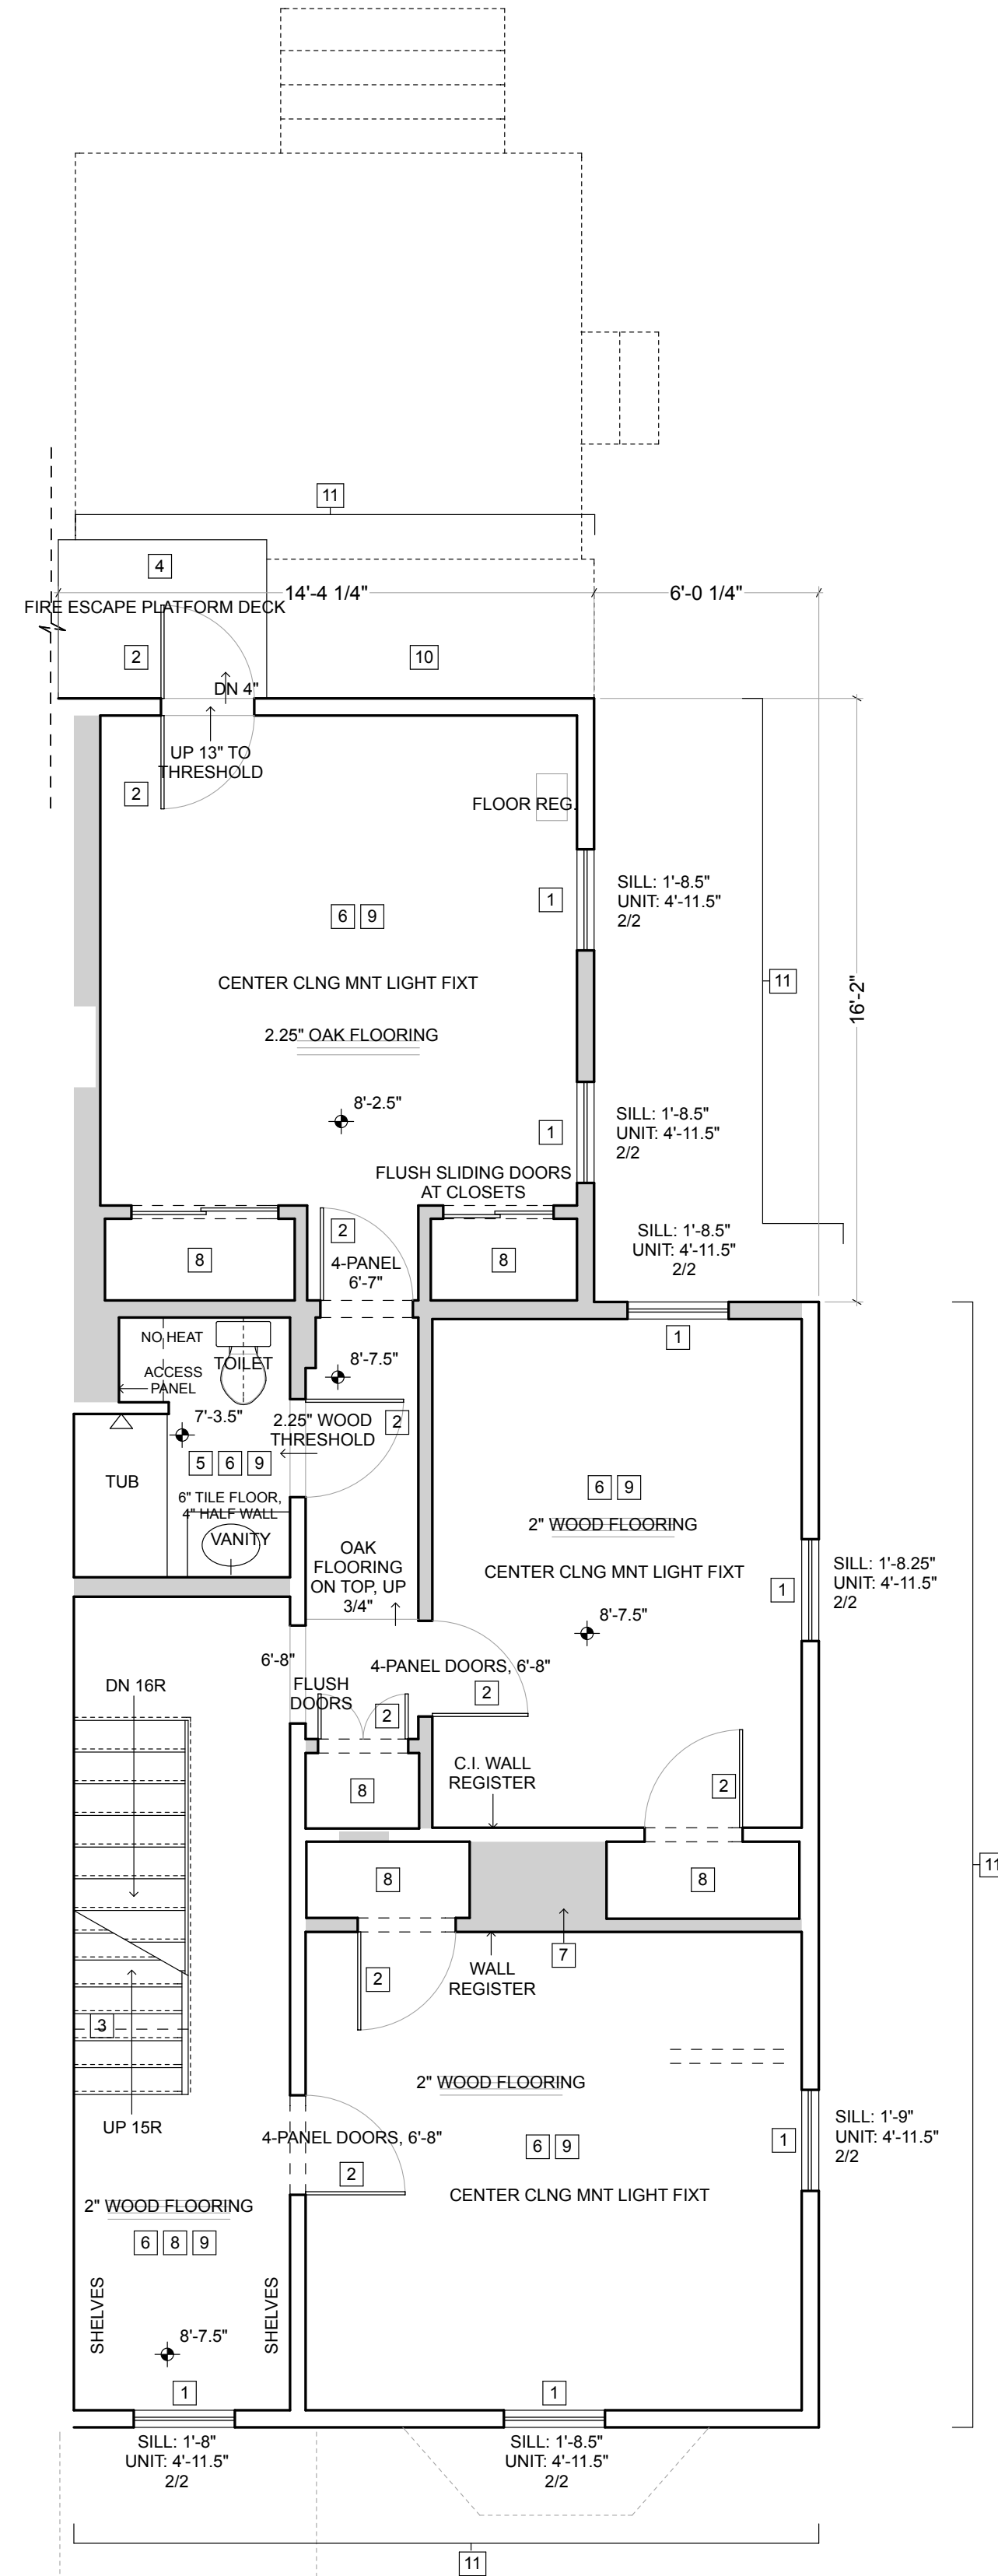 11
4
14'-4 1/4"
6'-0 1/4"
FIRE ESCAPE PLATFORM DECK
2
10
DN 4"
UP 13" TO
THRESHOLD
2
FLOOR REG.
SILL: 1'-8.5"
UNIT: 4'-11.5"
2/2
1
6 9
CENTER CLNG MNT LIGHT FIXT
11
16'-2"
2.25" OAK FLOORING
8'-2.5"
1
SILL: 1'-8.5"
UNIT: 4'-11.5"
2/2
FLUSH SLIDING DOORS
AT CLOSETS
2
SILL: 1'-8.5"
UNIT: 4'-11.5"
2/2
8
4-PANEL
6'-7"
8
1
NO HEAT
TOILET
ACCESS
PANEL
8'-7.5"
7'-3.5"
2.25" WOOD
THRESHOLD
2
5 6 9
TUB
6" TILE FLOOR,
4" HALF WALL
VANITY
6 9
2" WOOD FLOORING
CENTER CLNG MNT LIGHT FIXT
OAK
FLOORING
ON TOP, UP
3/4"
1
SILL: 1'-8.25"
UNIT: 4'-11.5"
2/2
8'-7.5"
6'-8"
4-PANEL DOORS, 6'-8"
DN 16R
FLUSH
DOORS
2
2
C.I. WALL
REGISTER
2
8
11
8
8
7
WALL
REGISTER
2
3
2" WOOD FLOORING
UP 15R
4-PANEL DOORS, 6'-8"
6 9
1
SILL: 1'-9"
UNIT: 4'-11.5"
2/2
2
CENTER CLNG MNT LIGHT FIXT
2" WOOD FLOORING
6 8 9
SHELVES
SHELVES
8'-7.5"
1
1
SILL: 1'-8"
UNIT: 4'-11.5"
2/2
SILL: 1'-8.5"
UNIT: 4'-11.5"
2/2
11